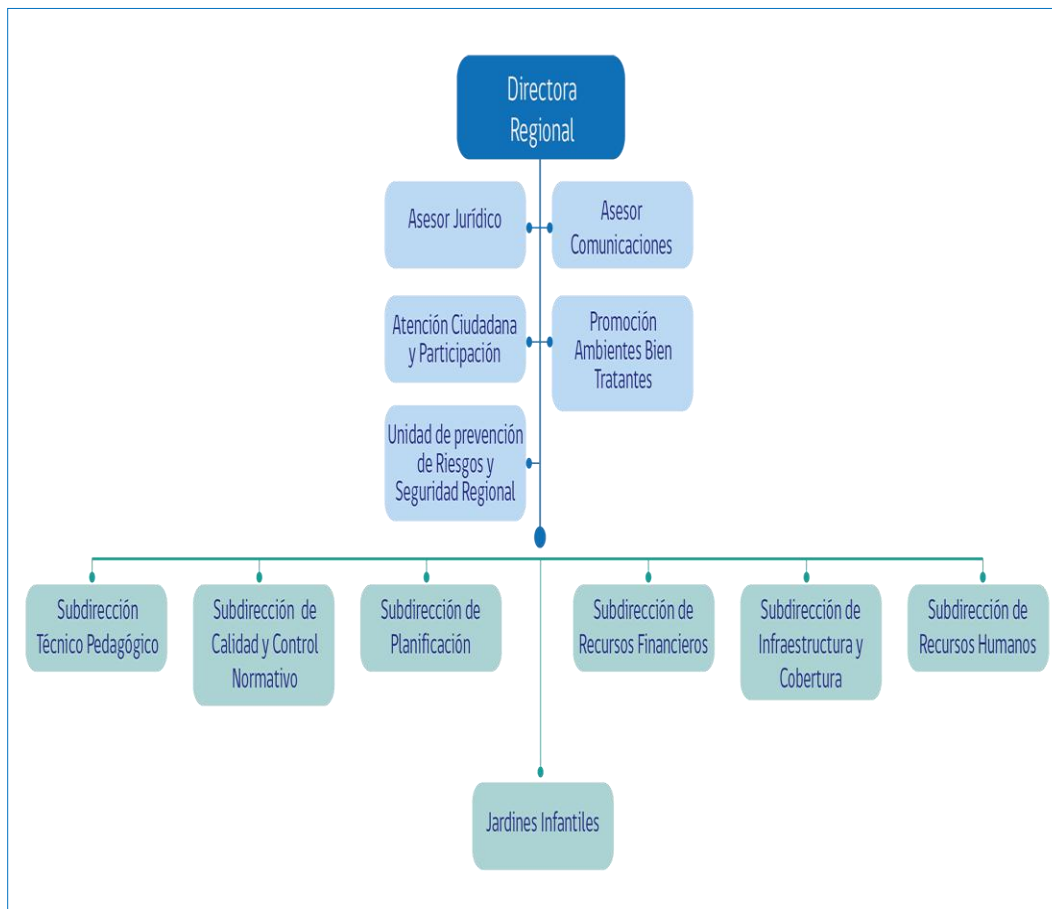 Directora
Regional
Asesor Jurídico
Asesor
Comunicaciones
Atención Ciudadana
y Participación
Promoción
Ambientes Bien
Tratantes
Unidad de prevención
de Riesgos y
Seguridad Regional
Subdirección
Técnico Pedagógico
Subdirección de
Calidad y Control
Normativo
Subdirección de
Planificación
Subdirección de
Recursos Financieros
Subdirección de
Infraestructura y
Cobertura
Subdirección de
Recursos Humanos
Jardines Infantiles